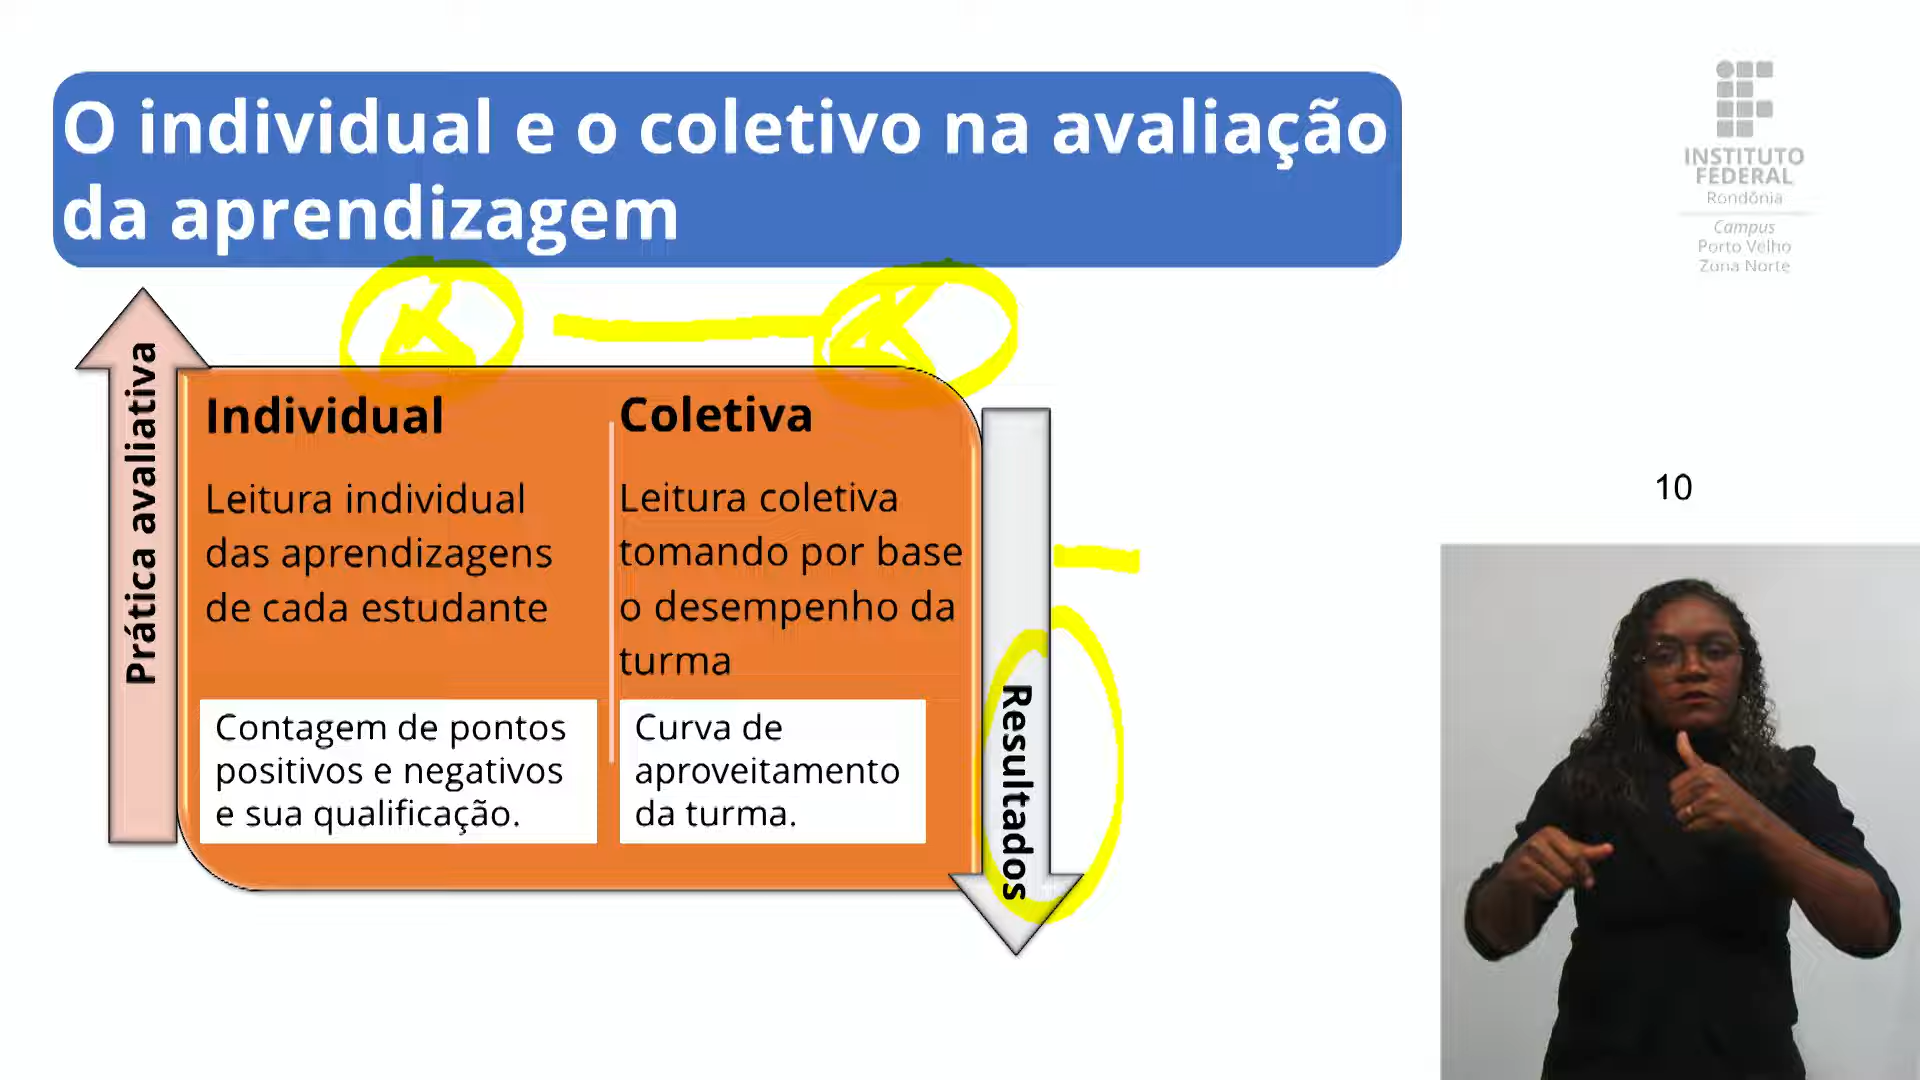 O individual e o coletivo na avaliação
da aprendizagem
INSTITUTO
FEDERAL
Rondônia
Campus
Porto Velho
Zona Norte
Prática avaliativa
Individual
Leitura individual
das aprendizagens
de cada estudante
Contagem de pontos
positivos e negativos
e sua qualificação.
Coletiva
Leitura coletiva
tomando por base
o desempenho da
turma
Curva de
aproveitamento
da turma.
Resultados
10